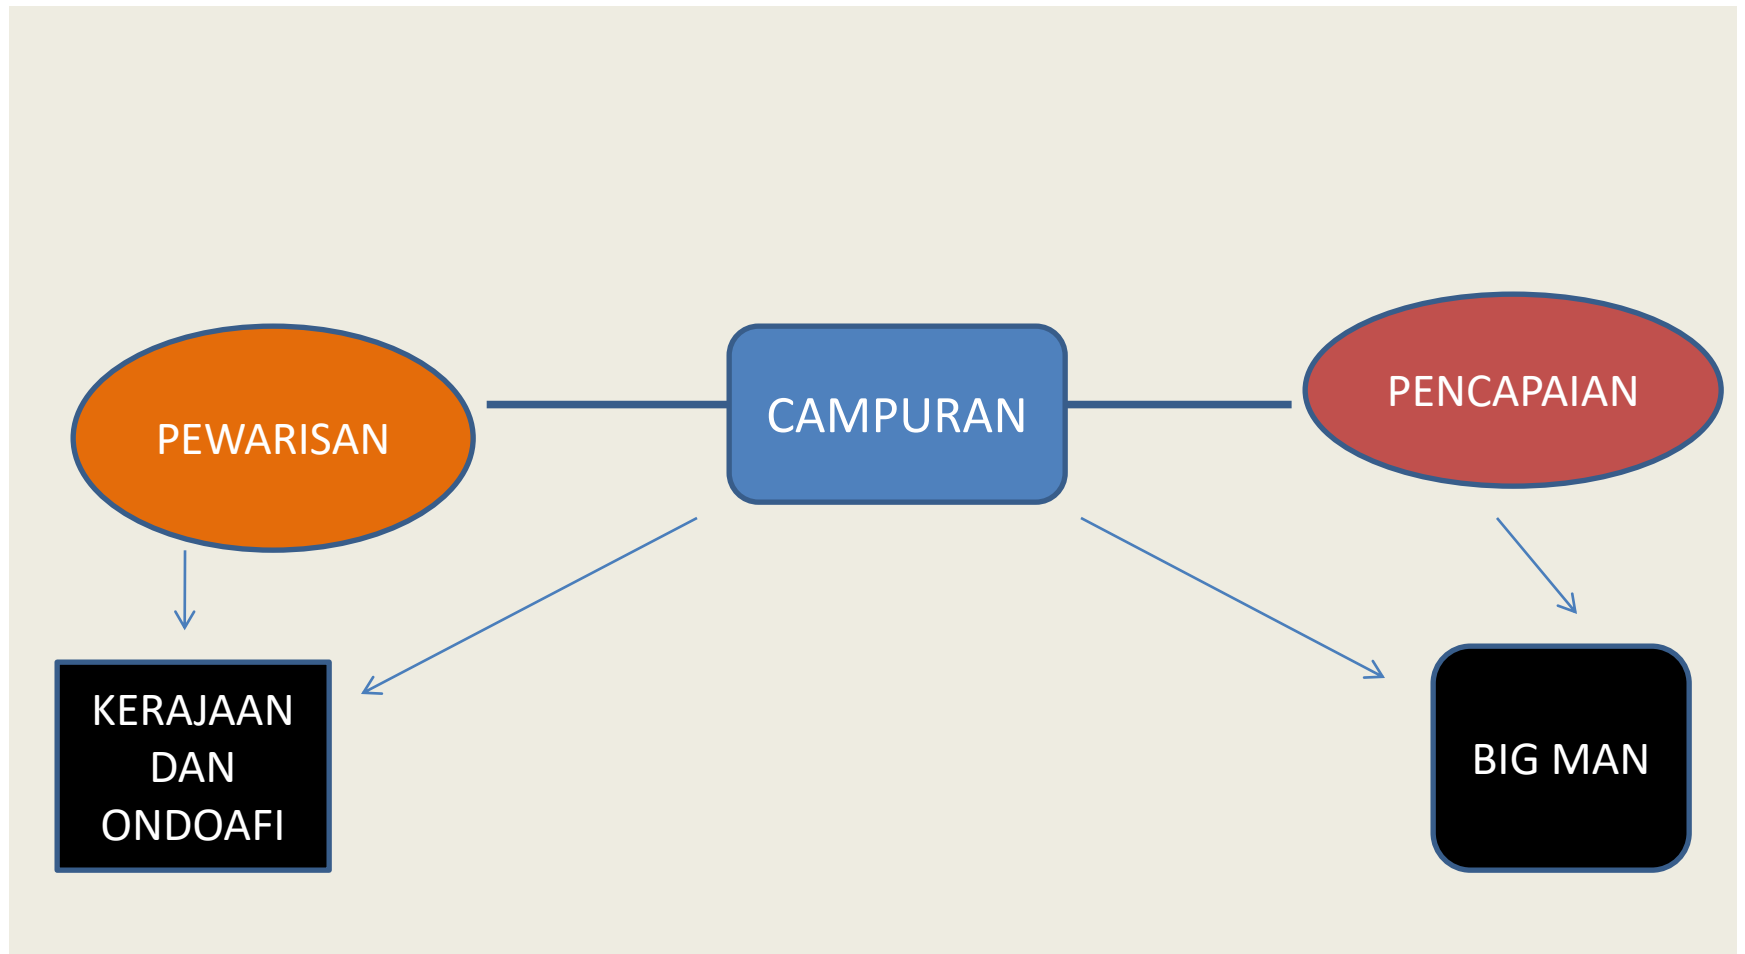 PEWARISAN
CAMPURAN
PENCAPAIAN
KERAJAAN
DAN
ONDOAFI
BIG MAN